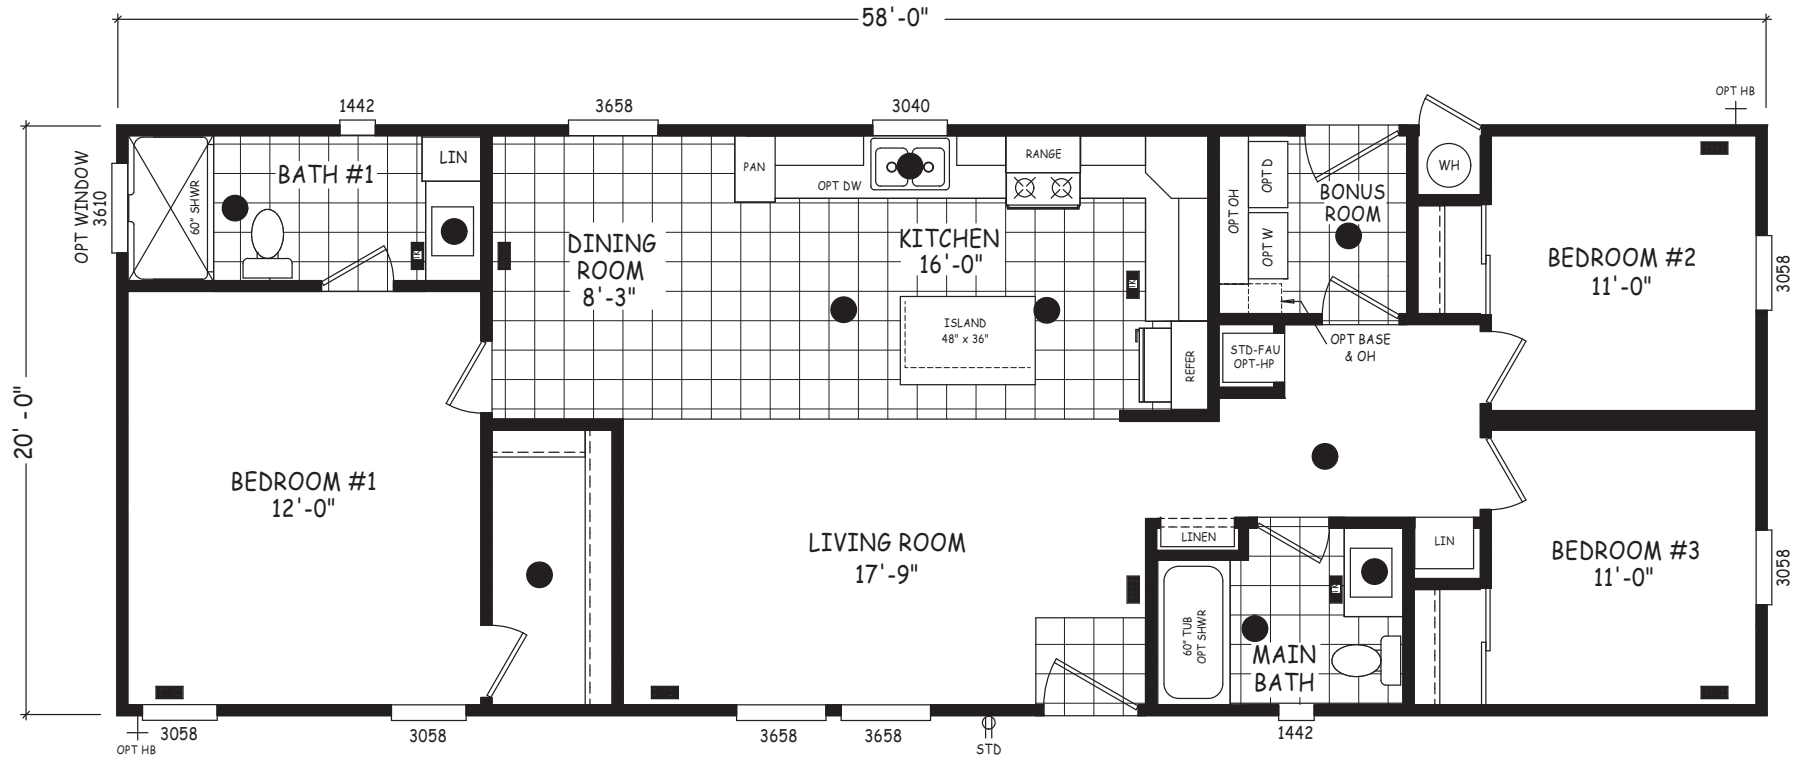 58'-0"
OPT HB
1442
3658
3040
20'-0"
OPT WINDOW
3610
60" SHWR
BATH #1
LIN
PAN
OPT DW
RANGE
OPT OH
OPT D
OPT W
BONUS
ROOM
WH
DINING
ROOM
8'-3"
KITCHEN
16'-0"
BEDROOM #2
11'-0"
3058
ISLAND
48" x 36"
REFER
STD-FAU
OPT-HP
OPT BASE
& OH
BEDROOM #1
12'-0"
LIVING ROOM
17'-9"
LINEN
LIN
BEDROOM #3
11'-0"
3058
60" TUB
OPT SHWR
MAIN
BATH
3058
3058
3658
3658
1442
OPT HB
STD